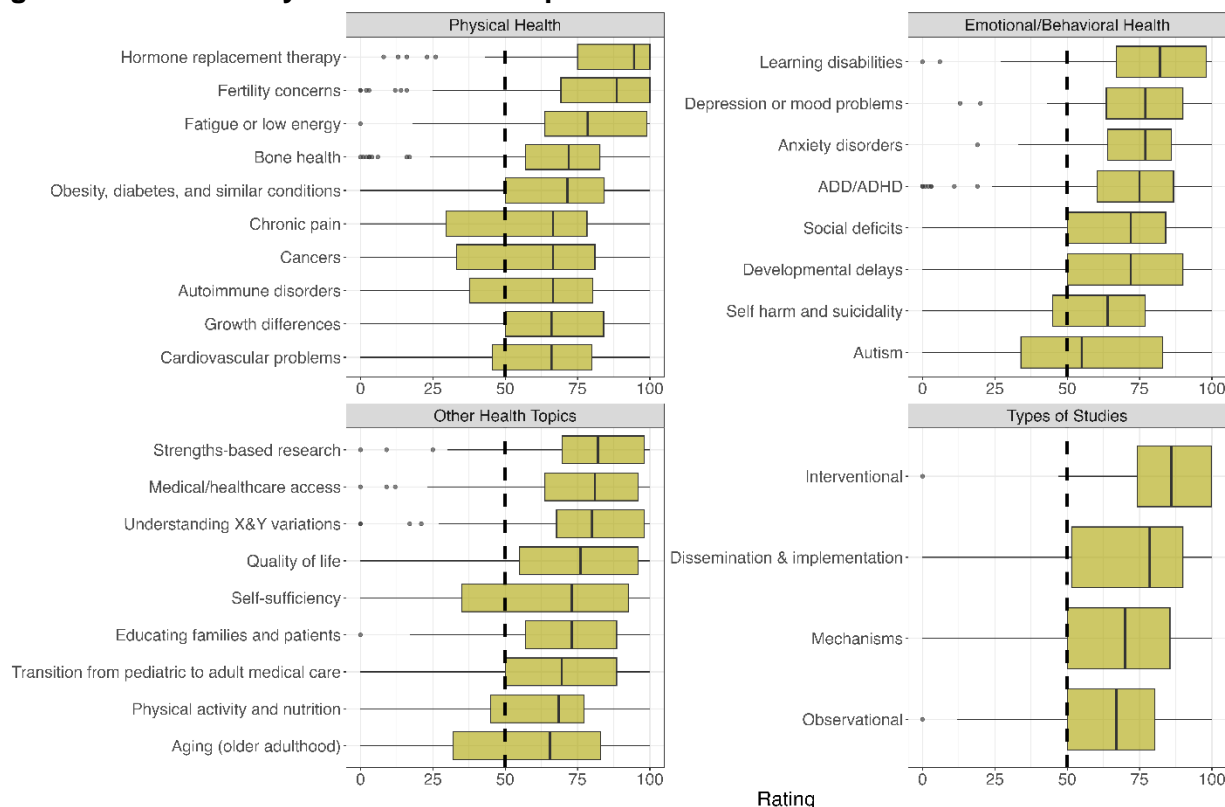 Physical Health
Hormone replacement therapy
Fertility concerns
Fatigue or low energy
Bone health
Obesity, diabetes, and similar conditions
Chronic pain
Cancers
Autoimmune disorders
Growth differences
Cardiovascular problems
0 25 50 75 100
Emotional/Behavioral Health
Learning disabilities
Depression or mood problems
Anxiety disorders
ADD/ADHD
Social deficits
Developmental delays
Self harm and suicidality
Autism
0 25 50 75 100
Other Health Topics
Strengths-based research
Medical/healthcare access
Understanding X&Y variations
Quality of life
Self-sufficiency
Educating families and patients
Transition from pediatric to adult medical care
Physical activity and nutrition
Aging (older adulthood)
0 25 50 75 100
Types of Studies
Interventional
Dissemination & implementation
Mechanisms
Observational
0 25 50 75 100
Rating